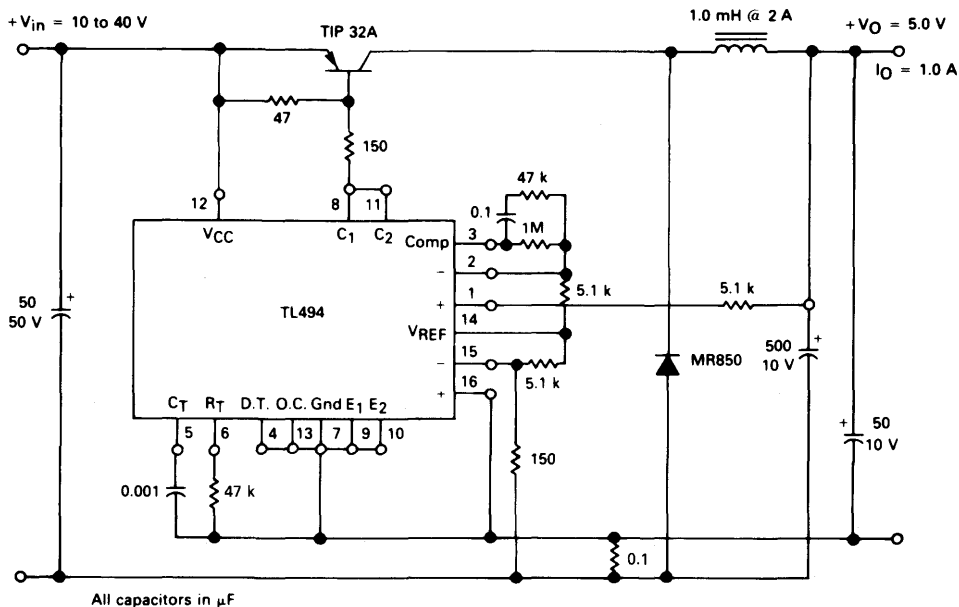 +Vin = 10 to 40 V
TIP 32A
1.0 mH @ 2 A
+VO = 5.0 V
IO = 1.0 A
47
150
47 k
0.1
1M
12
8
11
VCC
C1
C2
Comp
3
−
2
+
1
5.1 k
5.1 k
TL494
VREF
14
−
15
+
16
5.1 k
50
50 V
+
MR850
500
10 V
+
CT
RT
D.T.
O.C.
Gnd
E1
E2
5
6
4
13
7
9
10
+
50
10 V
150
0.001
47 k
0.1
All capacitors in μF